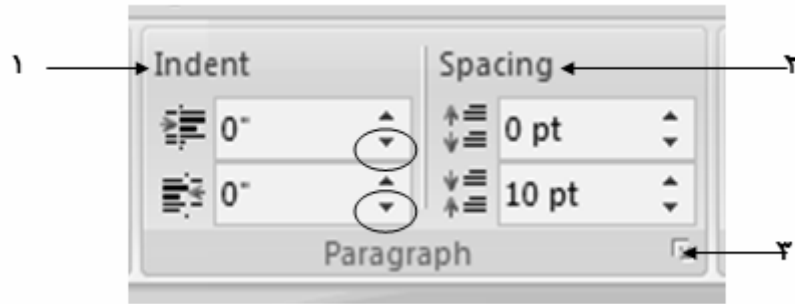 ١ Indent Spacing ٢
0" 0 pt
0" 10 pt
Paragraph ٣